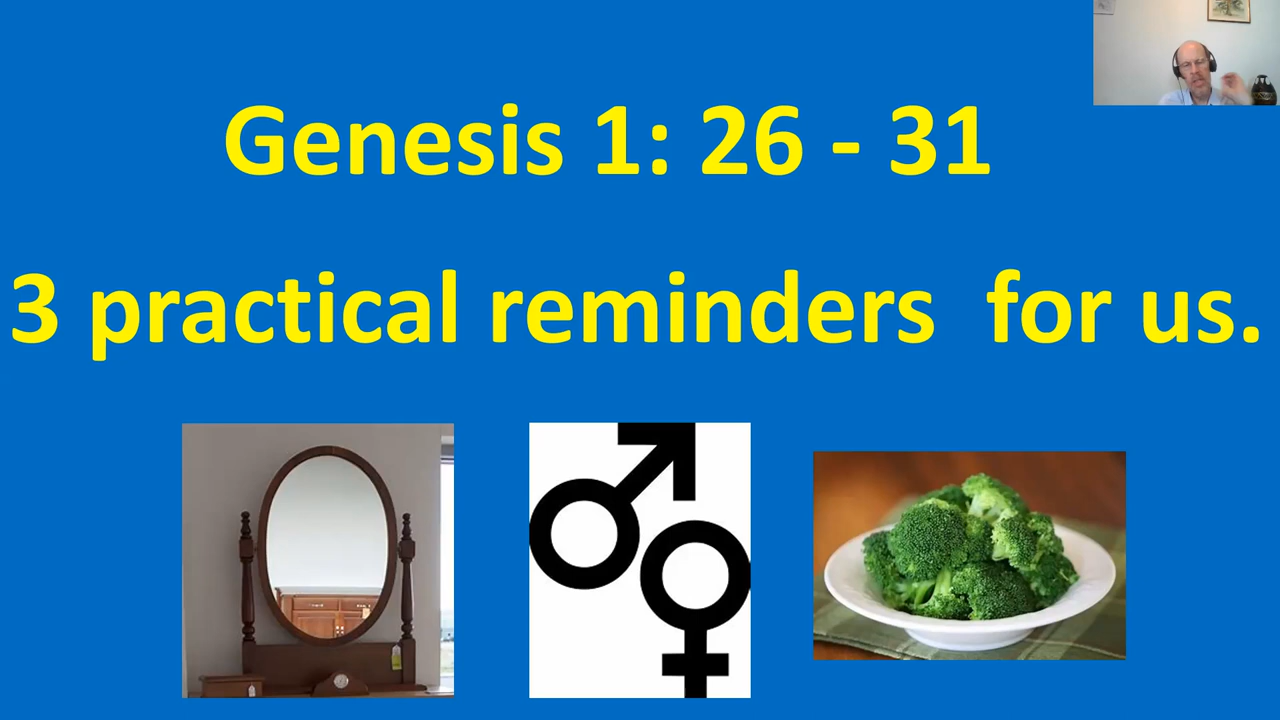 Genesis 1: 26 - 31
3 practical reminders  for us.